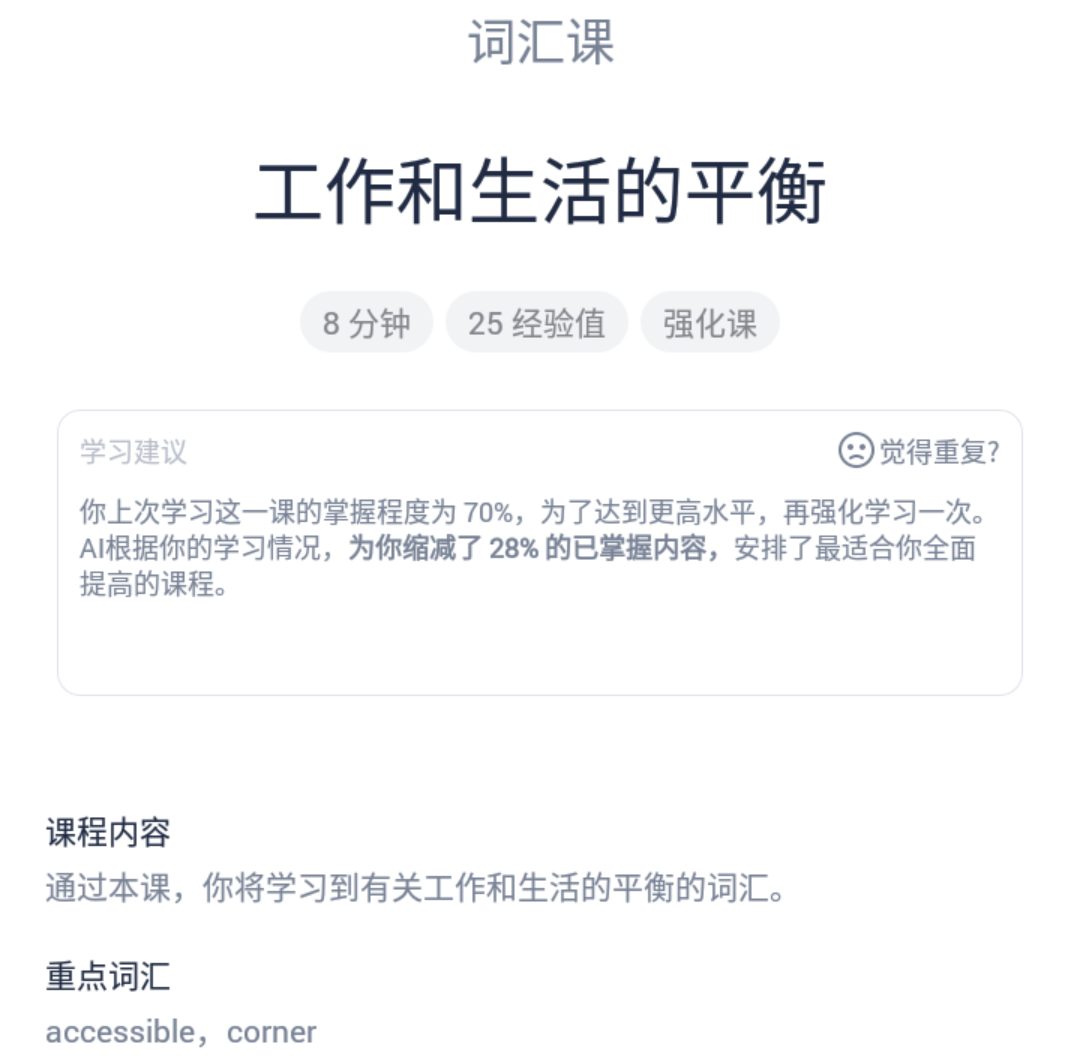 词汇课
工作和生活的平衡
8 分钟 25 经验值 强化课
学习建议 觉得重复?
你上次学习这一课的掌握程度为 70%，为了达到更高水平，再强化学习一次。
AI根据你的学习情况，为你缩减了 28% 的已掌握内容，安排了最适合你全面
提高的课程。
课程内容
通过本课，你将学习到有关工作和生活的平衡的词汇。
重点词汇
accessible，corner